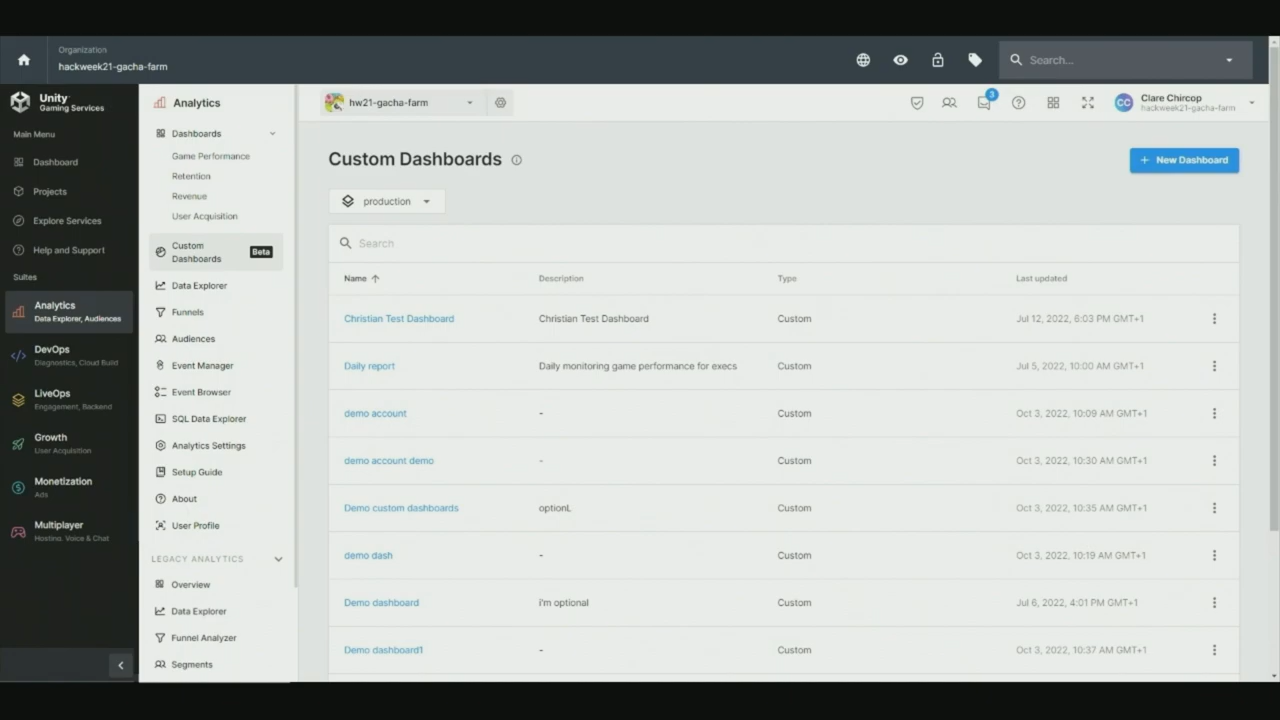 Organization
hackweek21-gacha-farm
Search...
Unity
Gaming Services
Main Menu
Dashboard
Projects
Explore Services
Help and Support
Suites
Analytics
Data Explorer, Audiences
DevOps
Diagnostics, Cloud Build
LiveOps
Engagement, Backend
Growth
User Acquisition
Monetization
Ads
Multiplayer
Hosting, Voice & Chat
Analytics
Dashboards
Game Performance
Retention
Revenue
User Acquisition
Custom
Dashboards
Beta
Data Explorer
Funnels
Audiences
Event Manager
Event Browser
SQL Data Explorer
Analytics Settings
Setup Guide
About
User Profile
LEGACY ANALYTICS
Overview
Data Explorer
Funnel Analyzer
Segments
hw21-gacha-farm
3
CC
Clare Chircop
hackweek21-gacha-farm
Custom Dashboards
+ New Dashboard
production
Search
Name Description Type Last updated
Christian Test Dashboard Christian Test Dashboard Custom Jul 12, 2022, 6:03 PM GMT+1
Daily report Daily monitoring game performance for execs Custom Jul 5, 2022, 10:00 AM GMT+1
demo account - Custom Oct 3, 2022, 10:09 AM GMT+1
demo account demo - Custom Oct 3, 2022, 10:30 AM GMT+1
Demo custom dashboards optionL Custom Oct 3, 2022, 10:35 AM GMT+1
demo dash - Custom Oct 3, 2022, 10:19 AM GMT+1
Demo dashboard i'm optional Custom Jul 6, 2022, 4:01 PM GMT+1
Demo dashboard1 - Custom Oct 3, 2022, 10:37 AM GMT+1